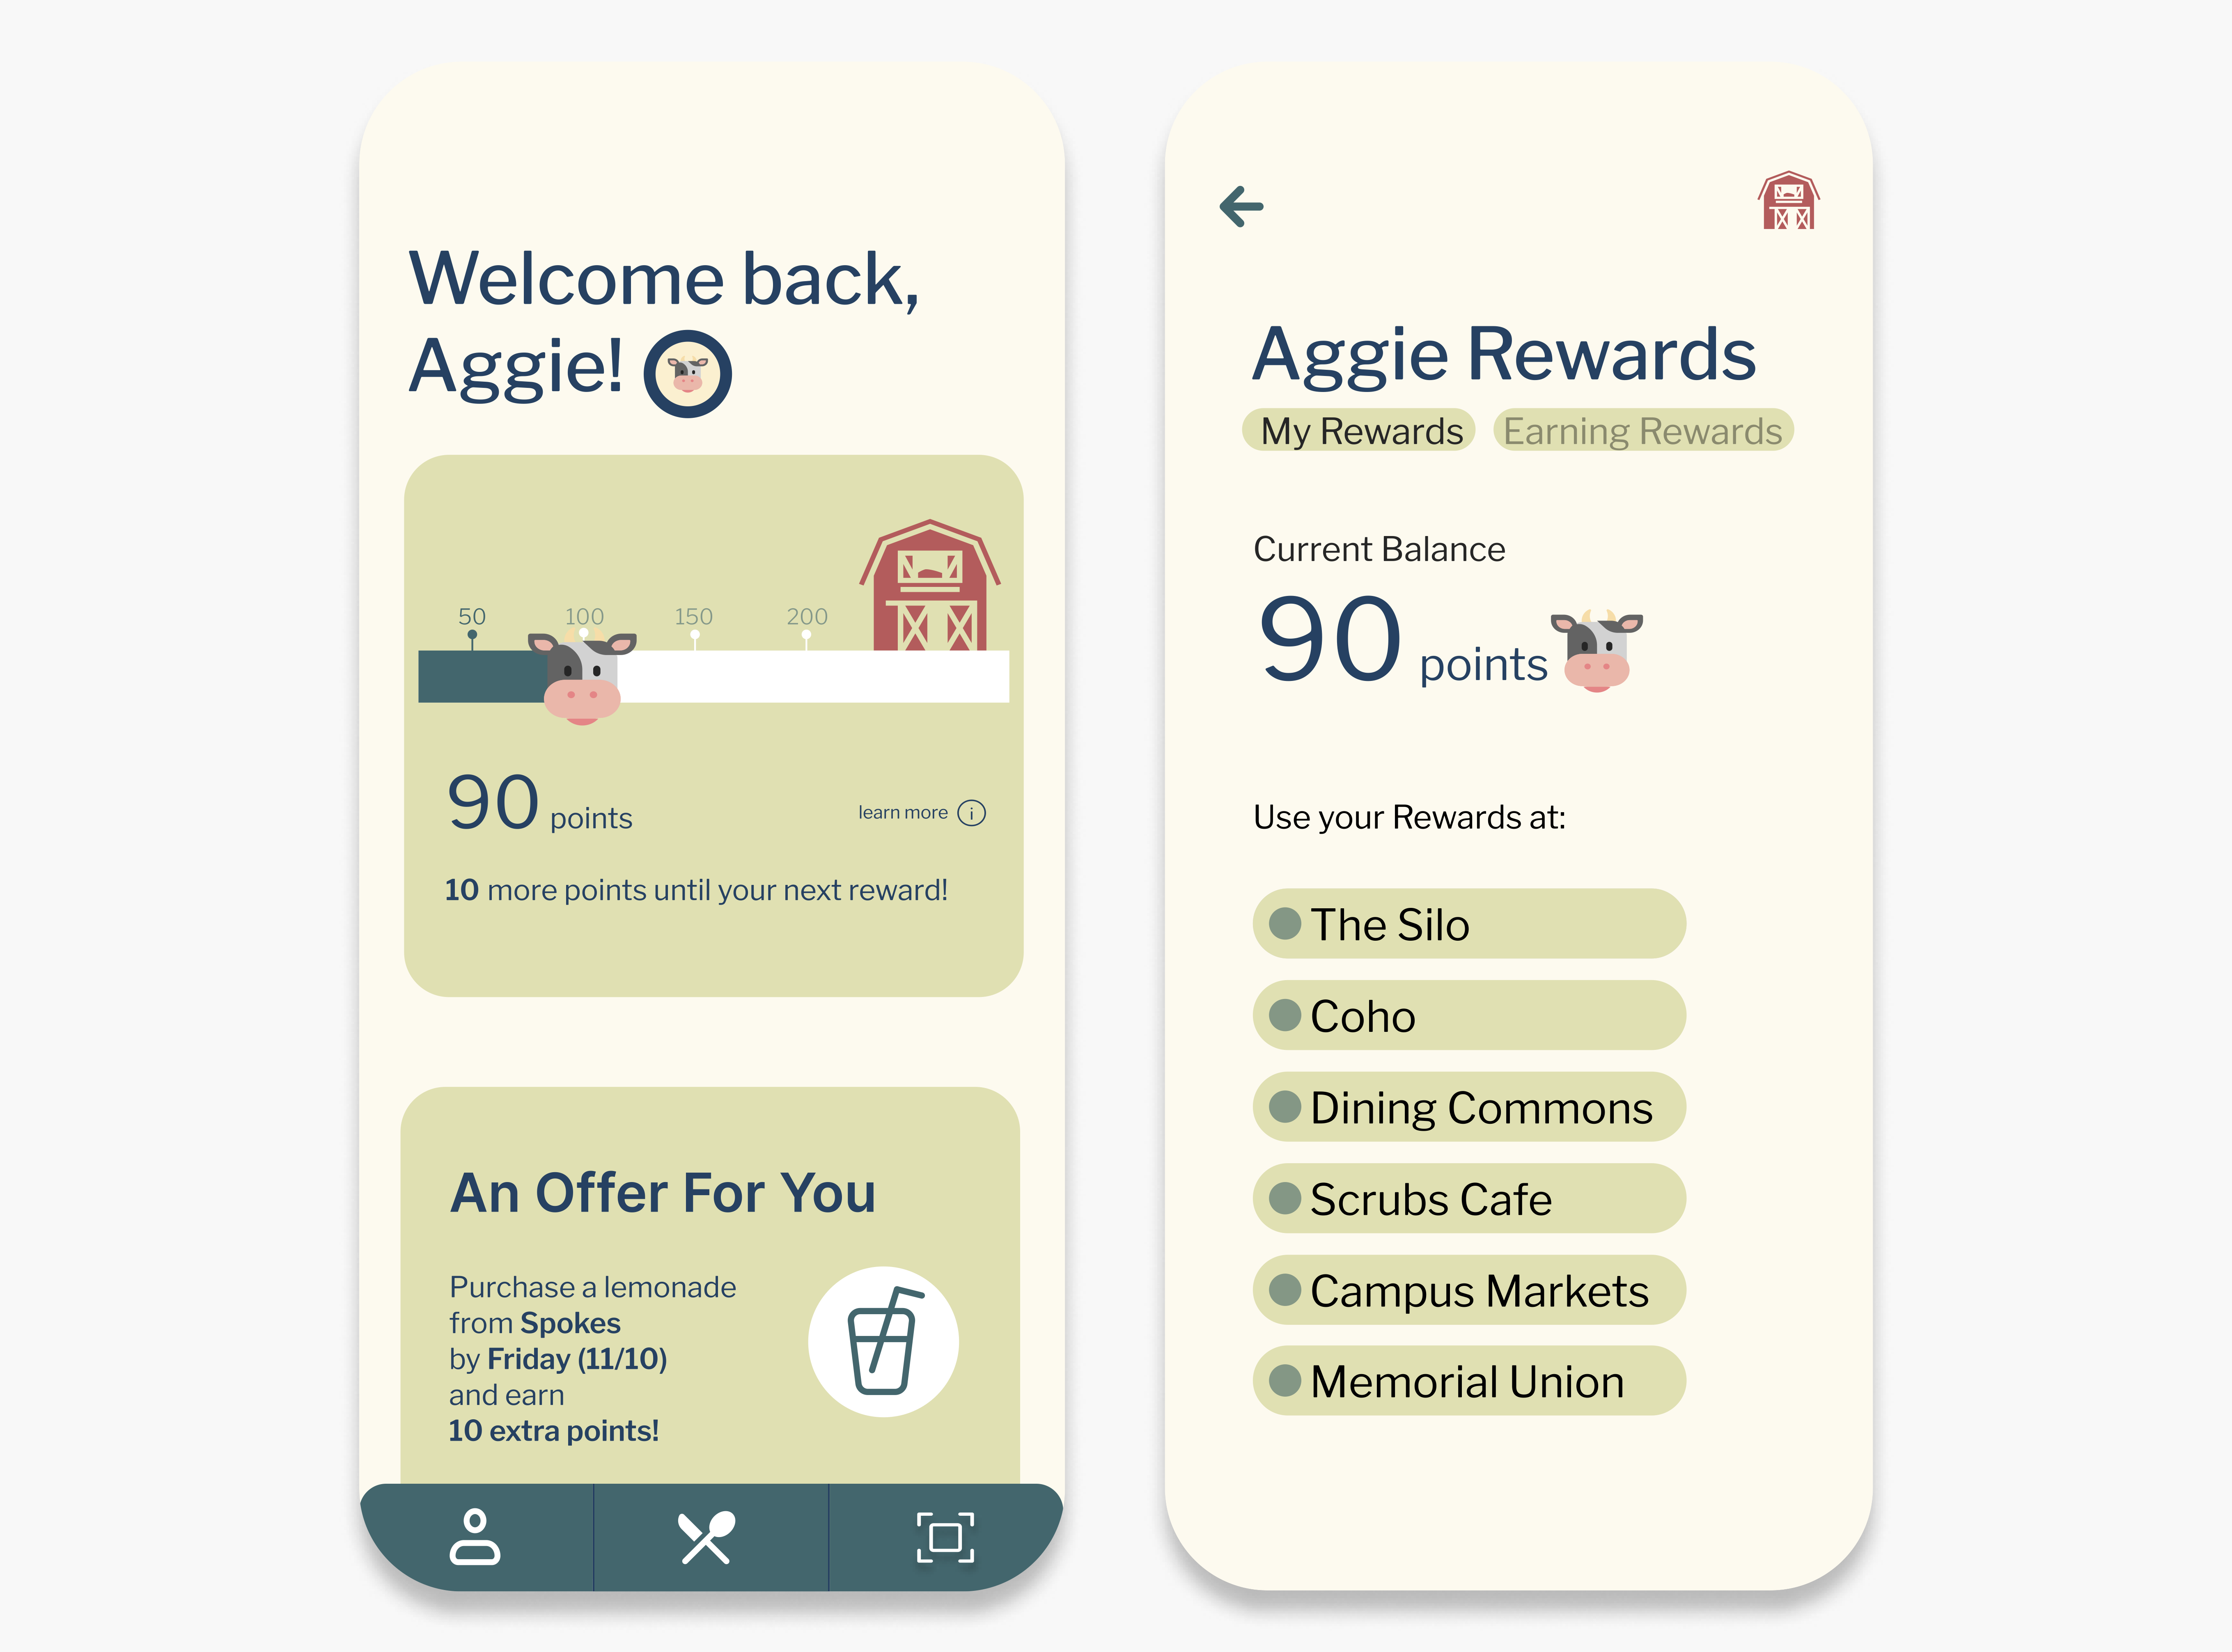 Welcome back,
Aggie!
50 100 150 200
90 points
learn more i
10 more points until your next reward!
An Offer For You
Purchase a lemonade
from Spokes
by Friday (11/10)
and earn
10 extra points!
Aggie Rewards
My Rewards Earning Rewards
Current Balance
90 points
Use your Rewards at:
The Silo
Coho
Dining Commons
Scrubs Cafe
Campus Markets
Memorial Union